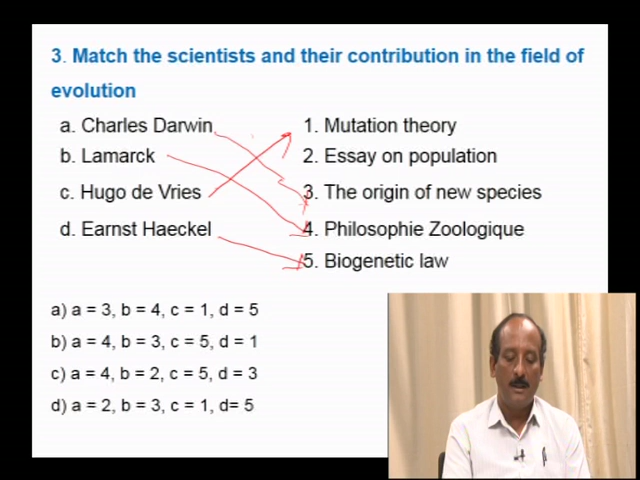 3. Match the scientists and their contribution in the field of
evolution
a. Charles Darwin
1. Mutation theory
b. Lamarck
2. Essay on population
c. Hugo de Vries
3. The origin of new species
d. Earnst Haeckel
4. Philosophie Zoologique
5. Biogenetic law
a) a = 3, b = 4, c = 1, d = 5
b) a = 4, b = 3, c = 5, d = 1
c) a = 4, b = 2, c = 5, d = 3
d) a = 2, b = 3, c = 1, d= 5